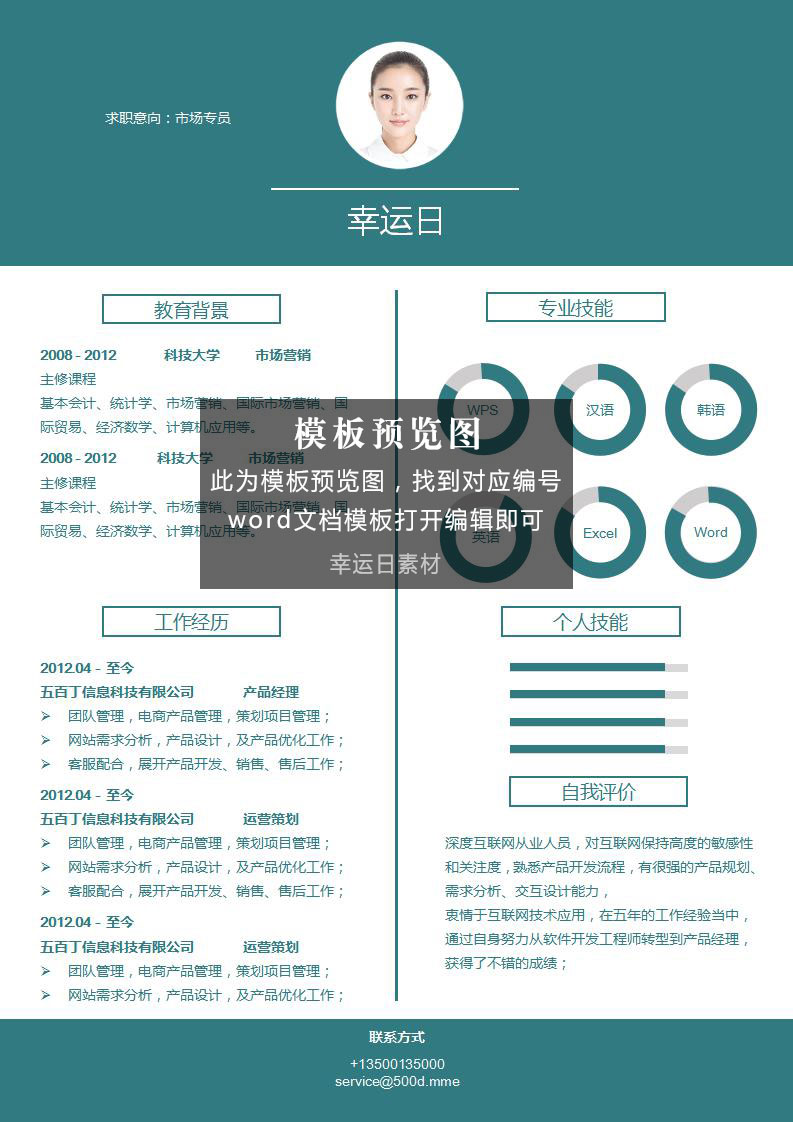 求职意向：市场专员
幸运日
教育背景
2008 - 2012 科技大学 市场营销
主修课程
基本会计、统计学、市场营销、国际市场营销、国
际贸易、经济数学、计算机应用等。
2008 - 2012 科技大学 市场营销
主修课程
基本会计、统计学、市场营销、国际市场营销、国
际贸易、经济数学、计算机应用等。
专业技能
WPS
汉语
韩语
英语
Excel
Word
模板预览图
此为模板预览图，找到对应编号
word文档模板打开编辑即可
幸运日素材
工作经历
2012.04 - 至今
五百丁信息科技有限公司 产品经理
➢ 团队管理，电商产品管理，策划项目管理；
➢ 网站需求分析，产品设计，及产品优化工作；
➢ 客服配合，展开产品开发、销售、售后工作；
2012.04 - 至今
五百丁信息科技有限公司 运营策划
➢ 团队管理，电商产品管理，策划项目管理；
➢ 网站需求分析，产品设计，及产品优化工作；
➢ 客服配合，展开产品开发、销售、售后工作；
2012.04 - 至今
五百丁信息科技有限公司 运营策划
➢ 团队管理，电商产品管理，策划项目管理；
➢ 网站需求分析，产品设计，及产品优化工作；
个人技能
自我评价
深度互联网从业人员，对互联网保持高度的敏感性
和关注度，熟悉产品开发流程，有很强的产品规划、
需求分析、交互设计能力，
衷情于互联网技术应用，在五年的工作经验当中，
通过自身努力从软件开发工程师转型到产品经理，
获得了不错的成绩；
联系方式
+13500135000
service@500d.mme